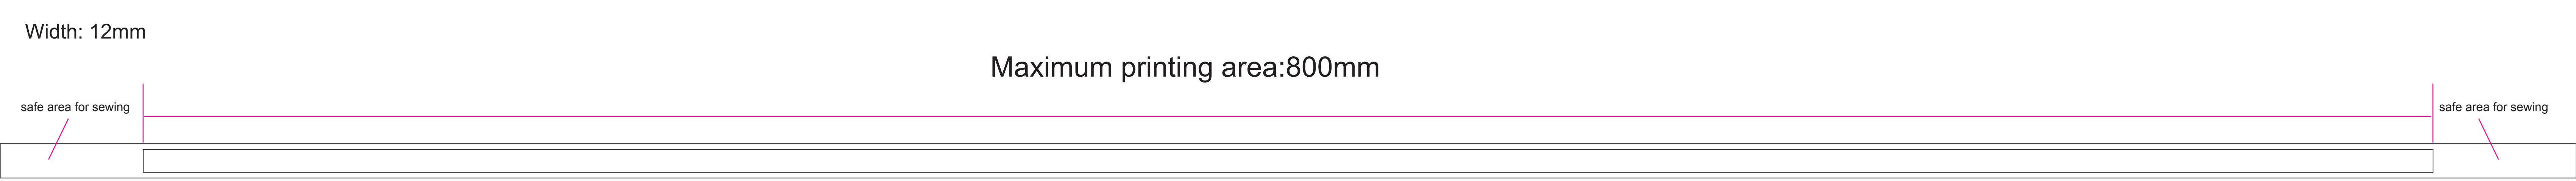 Width: 12mm
Maximum printing area:800mm
safe area for sewing
safe area for sewing